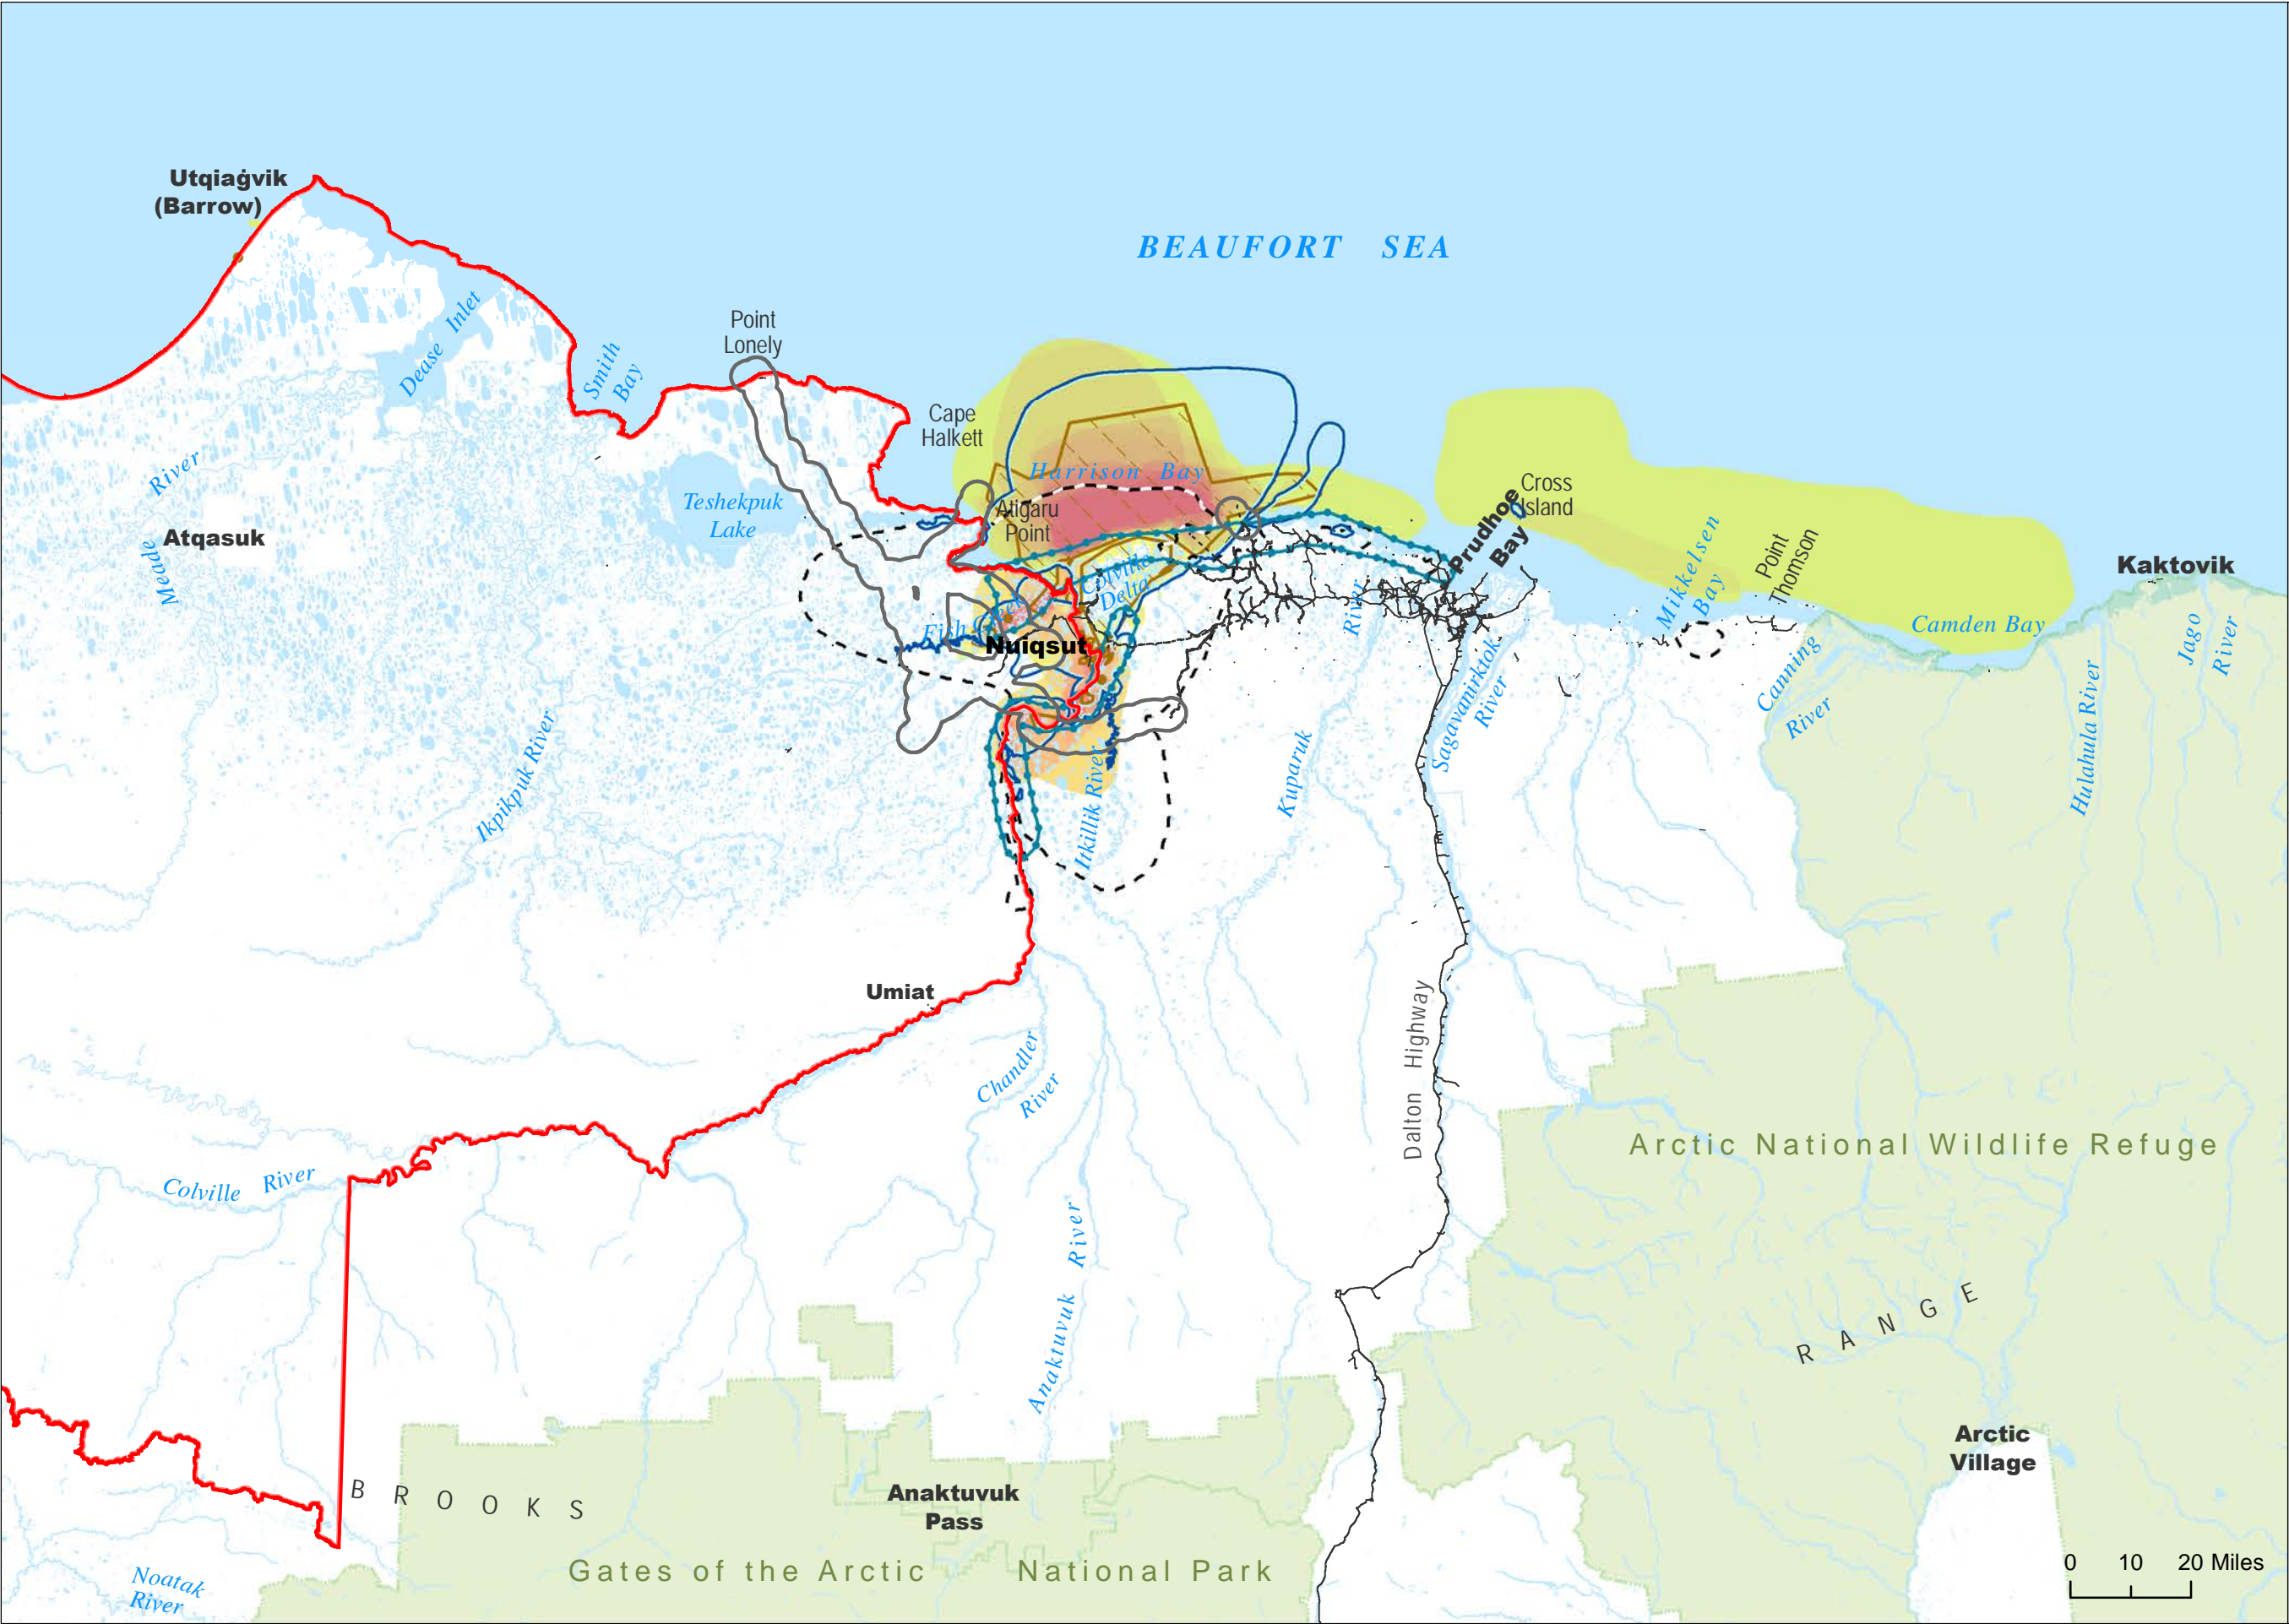 Utqiaġvik
(Barrow)
BEAUFORT SEA
Dease Inlet
Smith
Bay
Point
Lonely
Cape
Halkett
Harrison Bay
River
Meade
Atqasuk
Teshekpuk
Lake
Atigaru
Point
Cross
Island
Prudhoe
Bay
Mikkelsen
Bay
Point
Thomson
Kaktovik
Colville
Delta
Fish Creek
Nuiqsut
River
Kuparuk
Sagavanirktok
River
Canning
River
Camden Bay
Jago
River
Hulahula River
Ikpikpuk River
Itkillik River
Umiat
Chandler
River
Dalton Highway
Arctic National Wildlife Refuge
Colville River
Anaktuvuk River
RANGE
BROOKS
Anaktuvuk
Pass
Arctic
Village
Gates of the Arctic National Park
Noatak
River
0 10 20 Miles